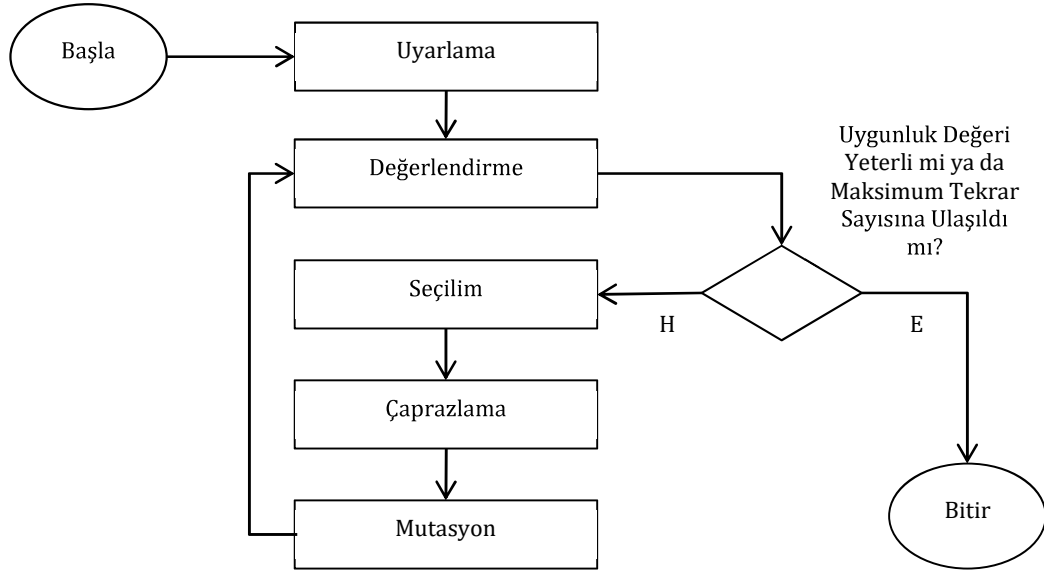 Başla
Uyarlama
Değerlendirme
Uygunluk Değeri
Yeterli mi ya da
Maksimum Tekrar
Sayısına Ulaşıldı
mı?
Seçilim
H
E
Çaprazlama
Mutasyon
Bitir